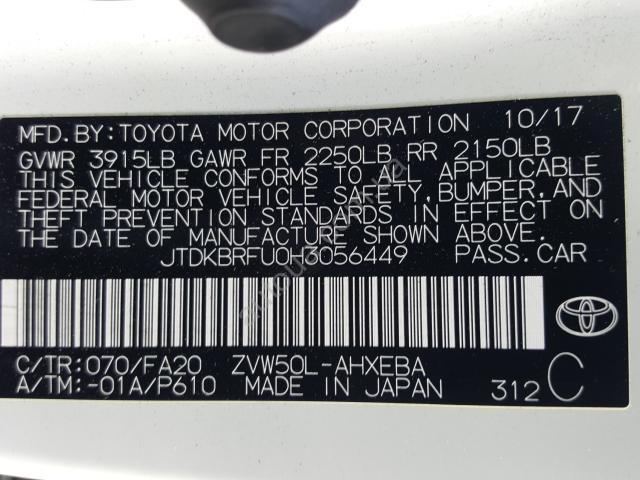 MFD.BY:TOYOTA MOTOR CORPORATION 10/17
GVWR 3915LB GAWR FR 2250LB RR 2150LB
THIS VEHICLE CONFORMS TO ALL APPLICABLE
FEDERAL MOTOR VEHICLE SAFETY,BUMPER,AND
THEFT PREVENTION STANDARDS IN EFFECT ON
THE DATE OF MANUFACTURE SHOWN ABOVE.
JTDKBRFU0H3056449 PASS.CAR
C/TR:070/FA20 ZVW50L-AHXEBA
A/TM:-01A/P610 MADE IN JAPAN 312 C